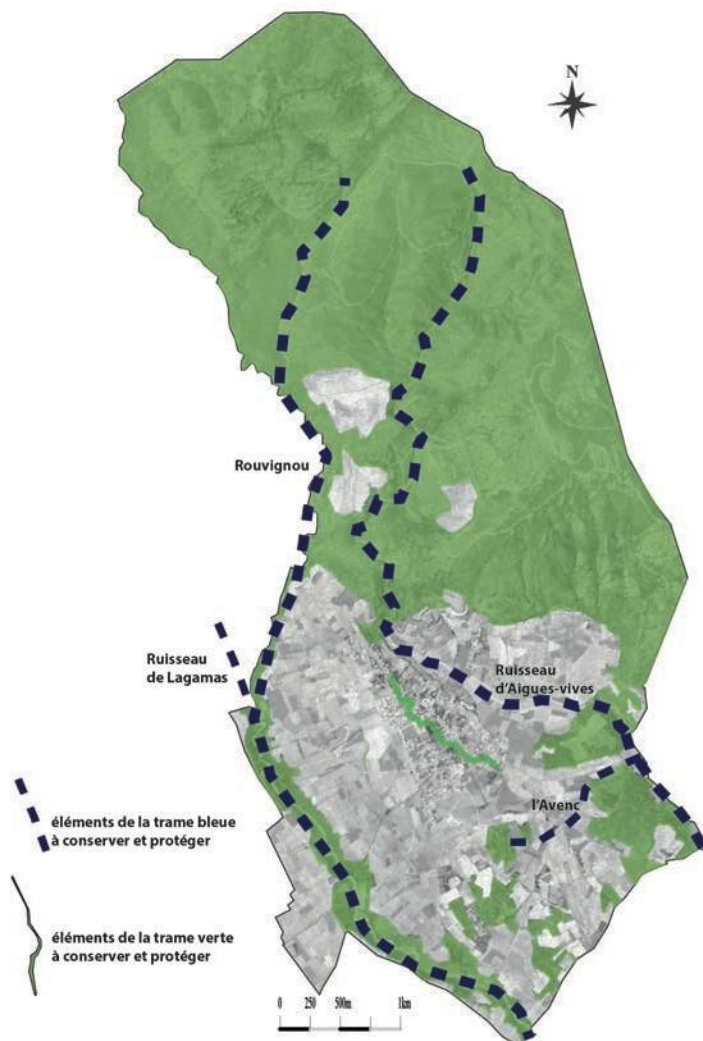 N
Rouvignou
Ruisseau
de Lagamas
Ruisseau
d'Aigues-vives
l'Avenc
éléments de la trame bleue
à conserver et protéger
éléments de la trame verte
à conserver et protéger
0 250 500m 1km